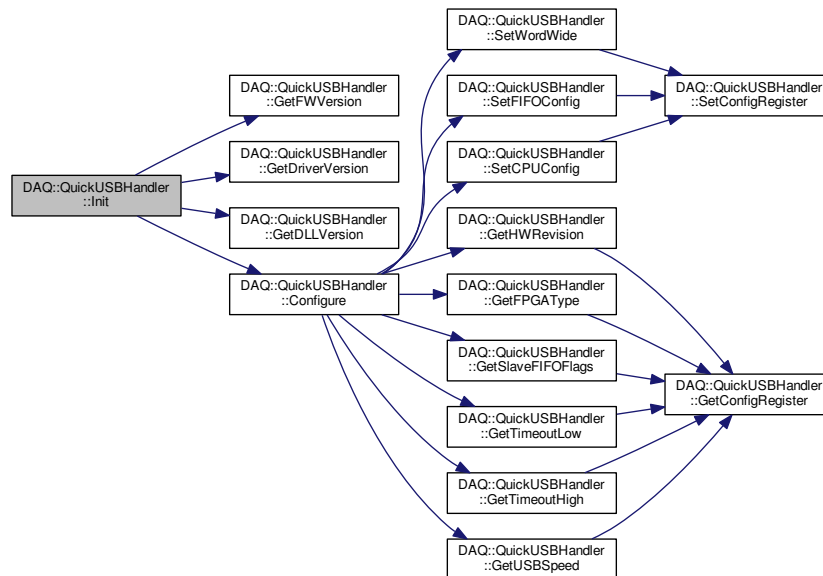 DAQ::QuickUSBHandler
::Init
DAQ::QuickUSBHandler
::GetFWVersion
DAQ::QuickUSBHandler
::GetDriverVersion
DAQ::QuickUSBHandler
::GetDLLVersion
DAQ::QuickUSBHandler
::Configure
DAQ::QuickUSBHandler
::SetWordWide
DAQ::QuickUSBHandler
::SetFIFOConfig
DAQ::QuickUSBHandler
::SetCPUConfig
DAQ::QuickUSBHandler
::GetHWRevision
DAQ::QuickUSBHandler
::GetFPGAType
DAQ::QuickUSBHandler
::GetSlaveFIFOFlags
DAQ::QuickUSBHandler
::GetTimeoutLow
DAQ::QuickUSBHandler
::GetTimeoutHigh
DAQ::QuickUSBHandler
::GetUSBSpeed
DAQ::QuickUSBHandler
::SetConfigRegister
DAQ::QuickUSBHandler
::GetConfigRegister